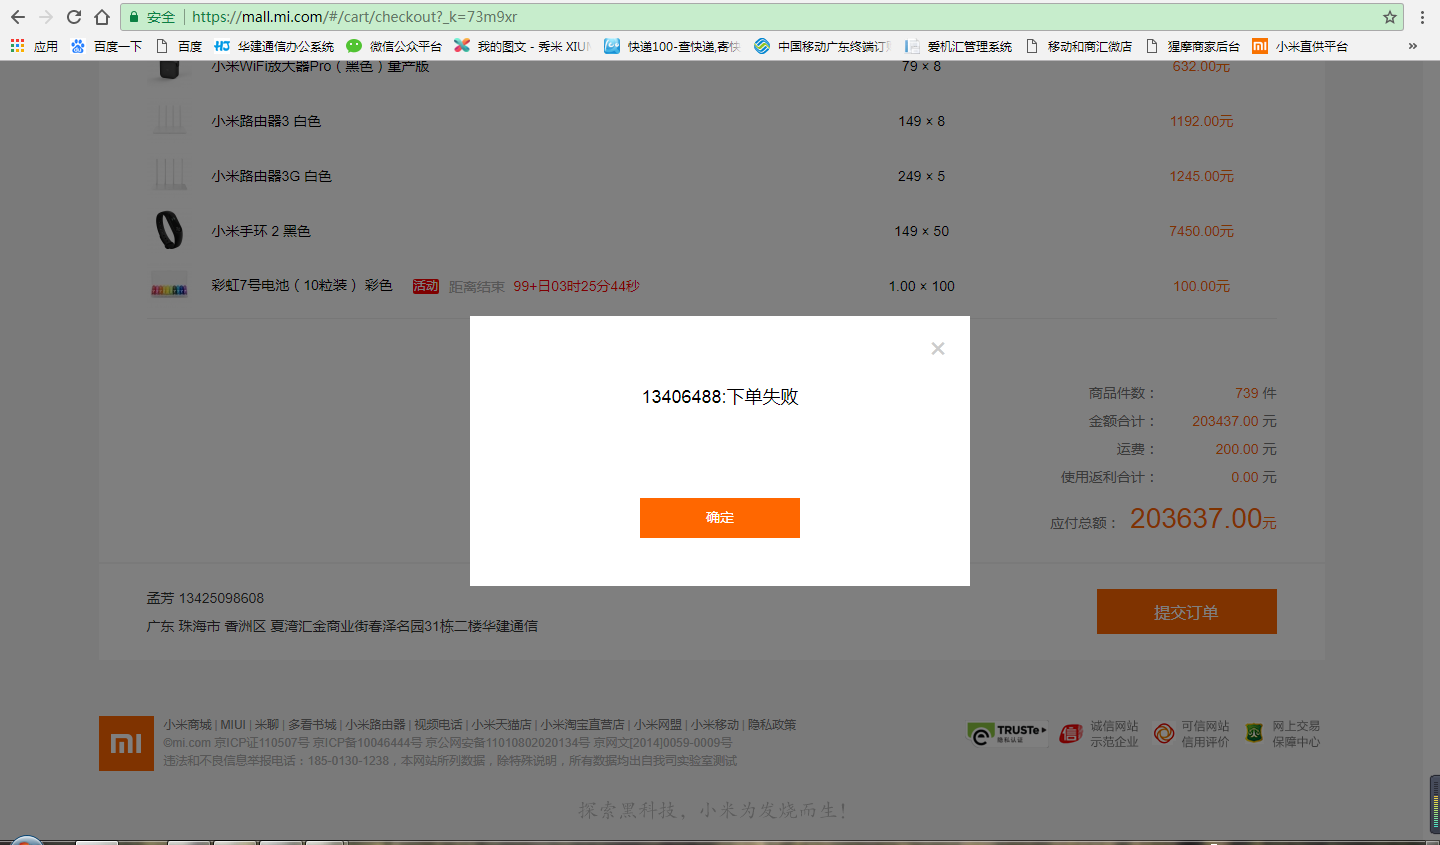 安全 | https://mall.mi.com/#/cart/checkout?_k=73m9xr
应用 百度一下 百度 华建通信办公系统 微信公众平台 我的图文 - 秀米 XIUM 快递100-查快递,寄快 中国移动广东终端订 爱机汇管理系统 移动和商汇微店 猩摩商家后台 小米直供平台 »
小米WiFi放大器Pro（黑色）量产版 79 × 8 632.00元
小米路由器3 白色 149 × 8 1192.00元
小米路由器3G 白色 249 × 5 1245.00元
小米手环 2 黑色 149 × 50 7450.00元
彩虹7号电池（10粒装） 彩色 活动 距离结束 99+日03时25分44秒 1.00 × 100 100.00元
13406488:下单失败
确定
商品件数： 739 件
金额合计： 203437.00 元
运费： 200.00 元
使用返利合计： 0.00 元
应付总额： 203637.00元
孟芳 13425098608
广东 珠海市 香洲区 夏湾汇金商业街春泽名园31栋二楼华建通信
提交订单
小米商城 | MIUI | 米聊 | 多看书城 | 小米路由器 | 视频电话 | 小米天猫店 | 小米淘宝直营店 | 小米网盟 | 小米移动 | 隐私政策
©mi.com 京ICP证110507号 京ICP备10046444号 京公网安备11010802020134号 京网文[2014]0059-0009号
违法和不良信息举报电话：185-0130-1238，本网站所列数据，除特殊说明，所有数据均出自我司实验室测试
TRUSTe
隐私认证
诚信网站
示范企业
可信网站
信用评价
网上交易
保障中心
探索黑科技，小米为发烧而生!